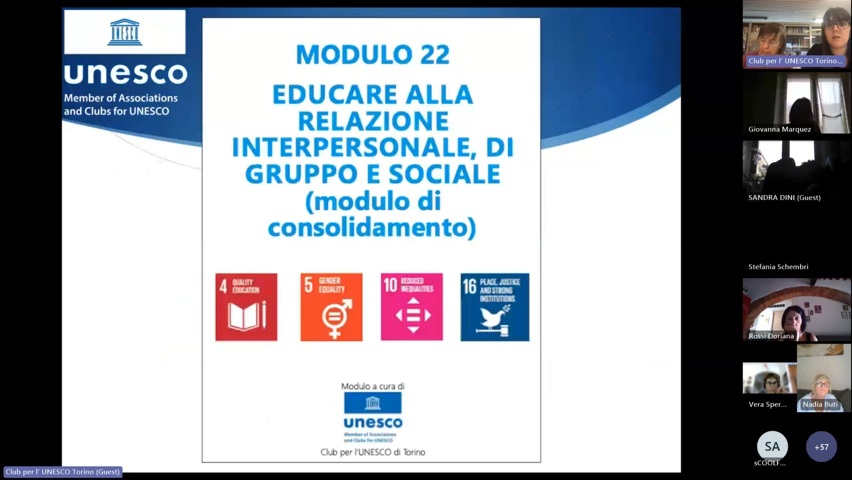 unesco
Member of Associations
and Clubs for UNESCO
MODULO 22
EDUCARE ALLA
RELAZIONE
INTERPERSONALE, DI
GRUPPO E SOCIALE
(modulo di
consolidamento)
4 QUALITY
EDUCATION
5 GENDER
EQUALITY
10 REDUCED
INEQUALITIES
16 PEACE, JUSTICE
AND STRONG
INSTITUTIONS
Modulo a cura di
unesco
Member of Associations
and Clubs for UNESCO
Club per l'UNESCO di Torino
Club per l' UNESCO Torino (Guest)
Club per l' UNESCO Torino...
Giovanna Marquez
SANDRA DINI (Guest)
Stefania Schembri
Rossi Doriana
Vera Sper...
Nadia Buti
SA
sCOOLF...
+57